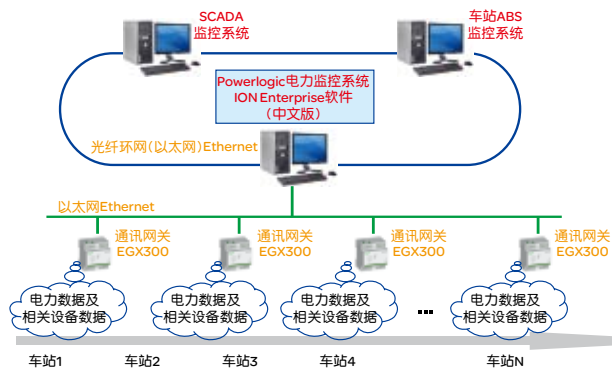 SCADA
监控系统
车站ABS
监控系统
Powerlogic电力监控系统
ION Enterprise软件
（中文版）
光纤环网(以太网)Ethernet
以太网Ethernet
通讯网关
EGX300
通讯网关
EGX300
通讯网关
EGX300
通讯网关
EGX300
电力数据及
相关设备数据
电力数据及
相关设备数据
电力数据及
相关设备数据
...
电力数据及
相关设备数据
车站1
车站2
车站3
车站4
车站N